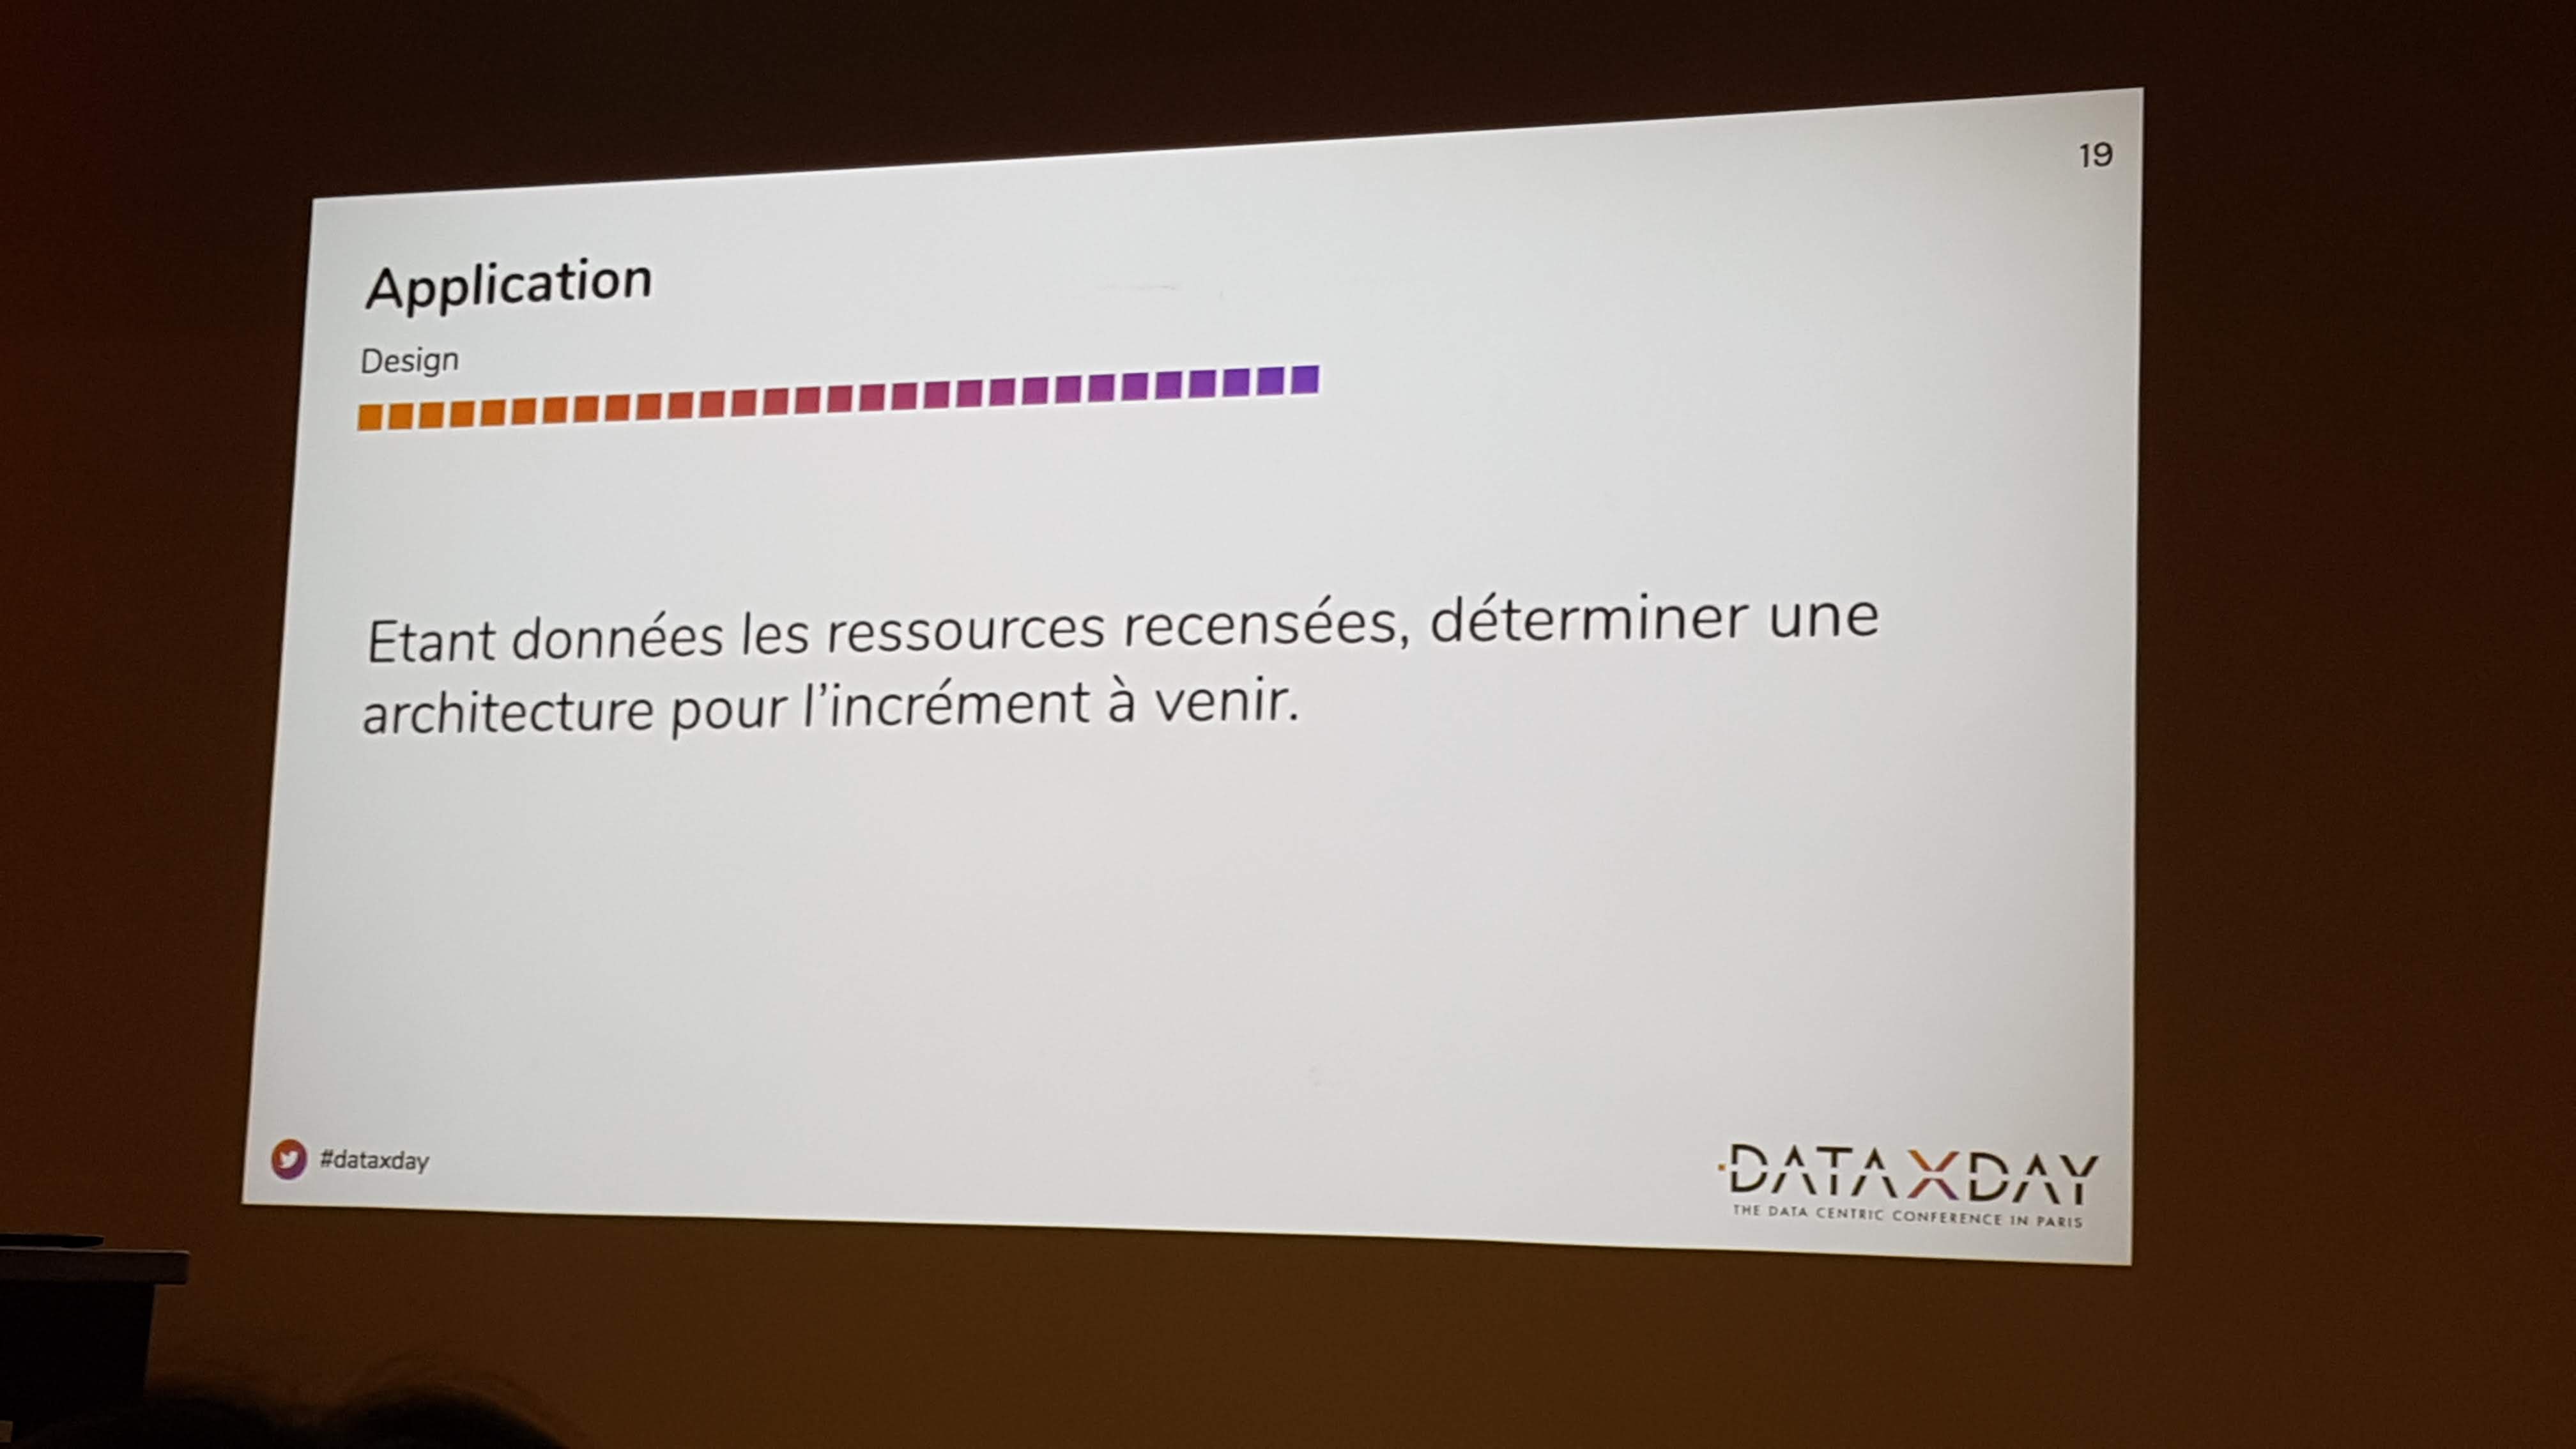 19
Application
Design
Etant données les ressources recensées, déterminer une
architecture pour l'incrément à venir.
#dataxday
DATAXDAY
THE DATA CENTRIC CONFERENCE IN PARIS